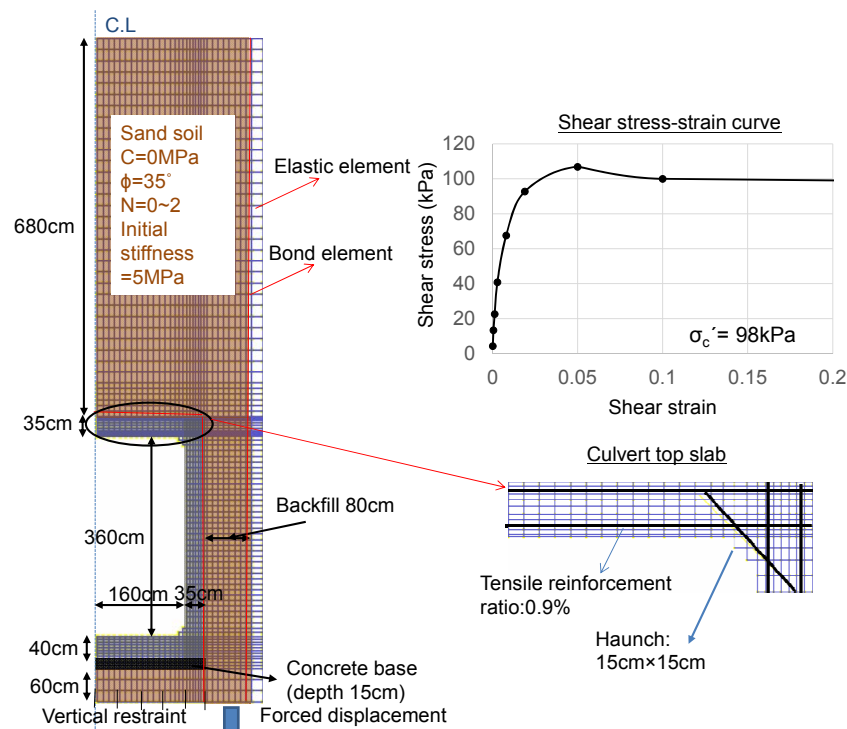 C.L
Sand soil
C=0MPa
ϕ=35°
N=0~2
Initial
stiffness
=5MPa
Elastic element
Bond element
680cm
35cm
360cm
Backfill 80cm
160cm 35cm
40cm
60cm
Concrete base
(depth 15cm)
Vertical restraint
Forced displacement
Shear stress-strain curve
Shear stress (kPa)
120
100
80
60
40
20
0
σc´= 98kPa
0 0.05 0.1 0.15 0.2
Shear strain
Culvert top slab
Tensile reinforcement
ratio:0.9%
Haunch:
15cm×15cm